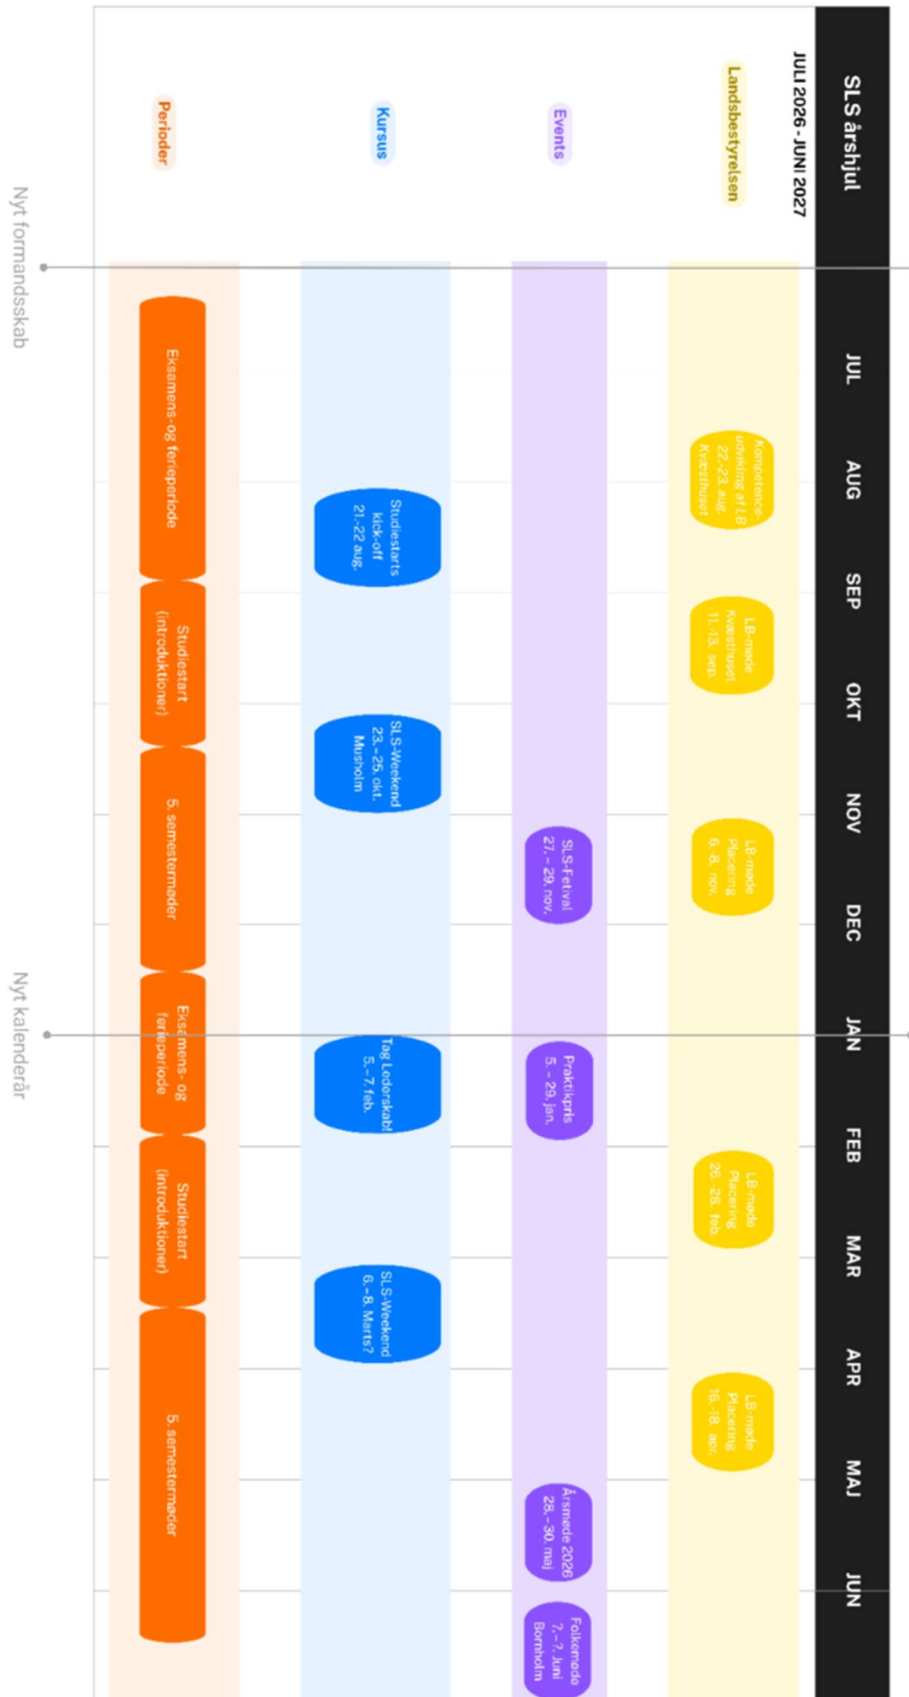 SLS årshjul
JUL
AUG
SEP
OKT
NOV
DEC
JAN
FEB
MAR
APR
MAJ
JUN
JULI 2026 - JUNI 2027
Landsbestyrelsen
Kompetence-
udvikling af LB
22.-23. aug.
Kvæsthuset
LB-møde
Kvæsthuset
11.-13. sep.
LB-møde
Placering
6.-8. nov.
LB-møde
Placering
26.-28. feb.
LB-møde
Placering
16.-18. apr.
Events
SLS-Fetival
27. – 29. nov.
Praktikpris
5. – 29. jan.
Årsmøde 2026
28. – 30. maj
Folkemøde
?. – ?. Juni
Bornholm
Kursus
Studiestarts
kick-off
21.-22 aug.
SLS-Weekend
23. – 25. okt.
Musholm
Tag Lederskab!
5. – 7. feb.
SLS-Weekend
6. – 8. Marts?
Perioder
Eksamens- og ferieperiode
Studiestart
(introduktioner)
5. semestermøder
Eksamens- og
ferieperiode
Studiestart
(introduktioner)
5. semestermøder
Nyt formandsskab
Nyt kalenderår